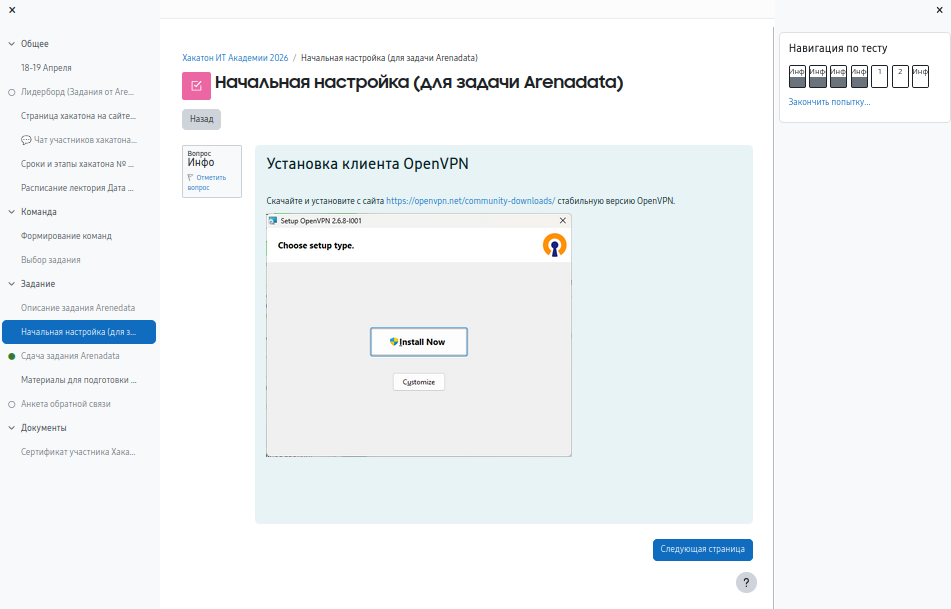 Общее
18-19 Апреля
Лидерборд (Задания от Are...
Страница хакатона на сайте...
Чат участников хакатона...
Сроки и этапы хакатона № ...
Расписание лектория Дата ...
Команда
Формирование команд
Выбор задания
Задание
Описание задания Arenedata
Начальная настройка (для з...
Сдача задания Arenadata
Материалы для подготовки ...
Анкета обратной связи
Документы
Сертификат участника Хака...
Хакатон ИТ Академии 2026 / Начальная настройка (для задачи Arenadata)
Начальная настройка (для задачи Arenadata)
Назад
Вопрос
Инфо
Отметить
вопрос
Установка клиента OpenVPN
Скачайте и установите с сайта https://openvpn.net/community-downloads/ стабильную версию OpenVPN.
Setup OpenVPN 2.6.8-I001
Choose setup type.
Install Now
Customize
Следующая страница
?
Навигация по тесту
Инф Инф Инф Инф 1 2 Инф
Закончить попытку...